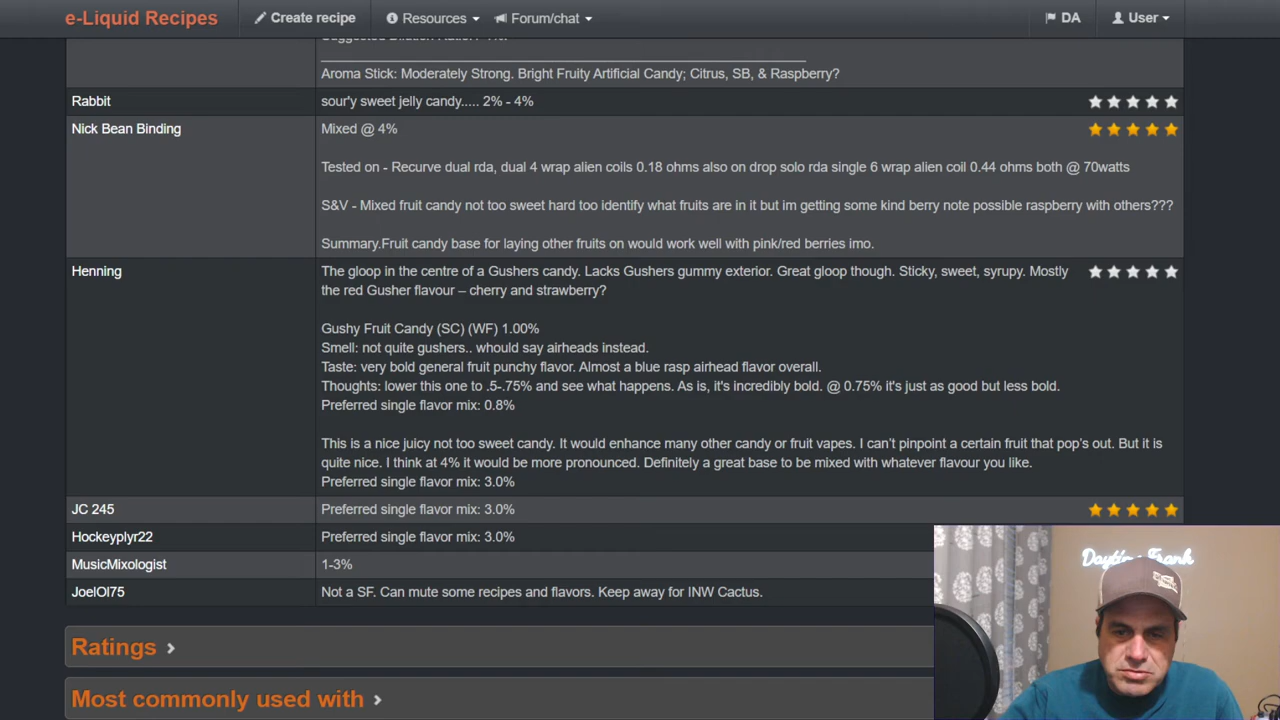 e-Liquid Recipes
Create recipe
Resources
Forum/chat
DA
User
Aroma Stick: Moderately Strong. Bright Fruity Artificial Candy; Citrus, SB, & Raspberry?
Rabbit
sour'y sweet jelly candy..... 2% - 4%
Nick Bean Binding
Mixed @ 4%
Tested on - Recurve dual rda, dual 4 wrap alien coils 0.18 ohms also on drop solo rda single 6 wrap alien coil 0.44 ohms both @ 70watts
S&V - Mixed fruit candy not too sweet hard too identify what fruits are in it but im getting some kind berry note possible raspberry with others???
Summary.Fruit candy base for laying other fruits on would work well with pink/red berries imo.
Henning
The gloop in the centre of a Gushers candy. Lacks Gushers gummy exterior. Great gloop though. Sticky, sweet, syrupy. Mostly
the red Gusher flavour – cherry and strawberry?
Gushy Fruit Candy (SC) (WF) 1.00%
Smell: not quite gushers.. whould say airheads instead.
Taste: very bold general fruit punchy flavor. Almost a blue rasp airhead flavor overall.
Thoughts: lower this one to .5-.75% and see what happens. As is, it's incredibly bold. @ 0.75% it's just as good but less bold.
Preferred single flavor mix: 0.8%
This is a nice juicy not too sweet candy. It would enhance many other candy or fruit vapes. I can't pinpoint a certain fruit that pop's out. But it is
quite nice. I think at 4% it would be more pronounced. Definitely a great base to be mixed with whatever flavour you like.
Preferred single flavor mix: 3.0%
JC 245
Preferred single flavor mix: 3.0%
Hockeyplyr22
Preferred single flavor mix: 3.0%
MusicMixologist
1-3%
JoelOl75
Not a SF. Can mute some recipes and flavors. Keep away for INW Cactus.
Ratings
Most commonly used with